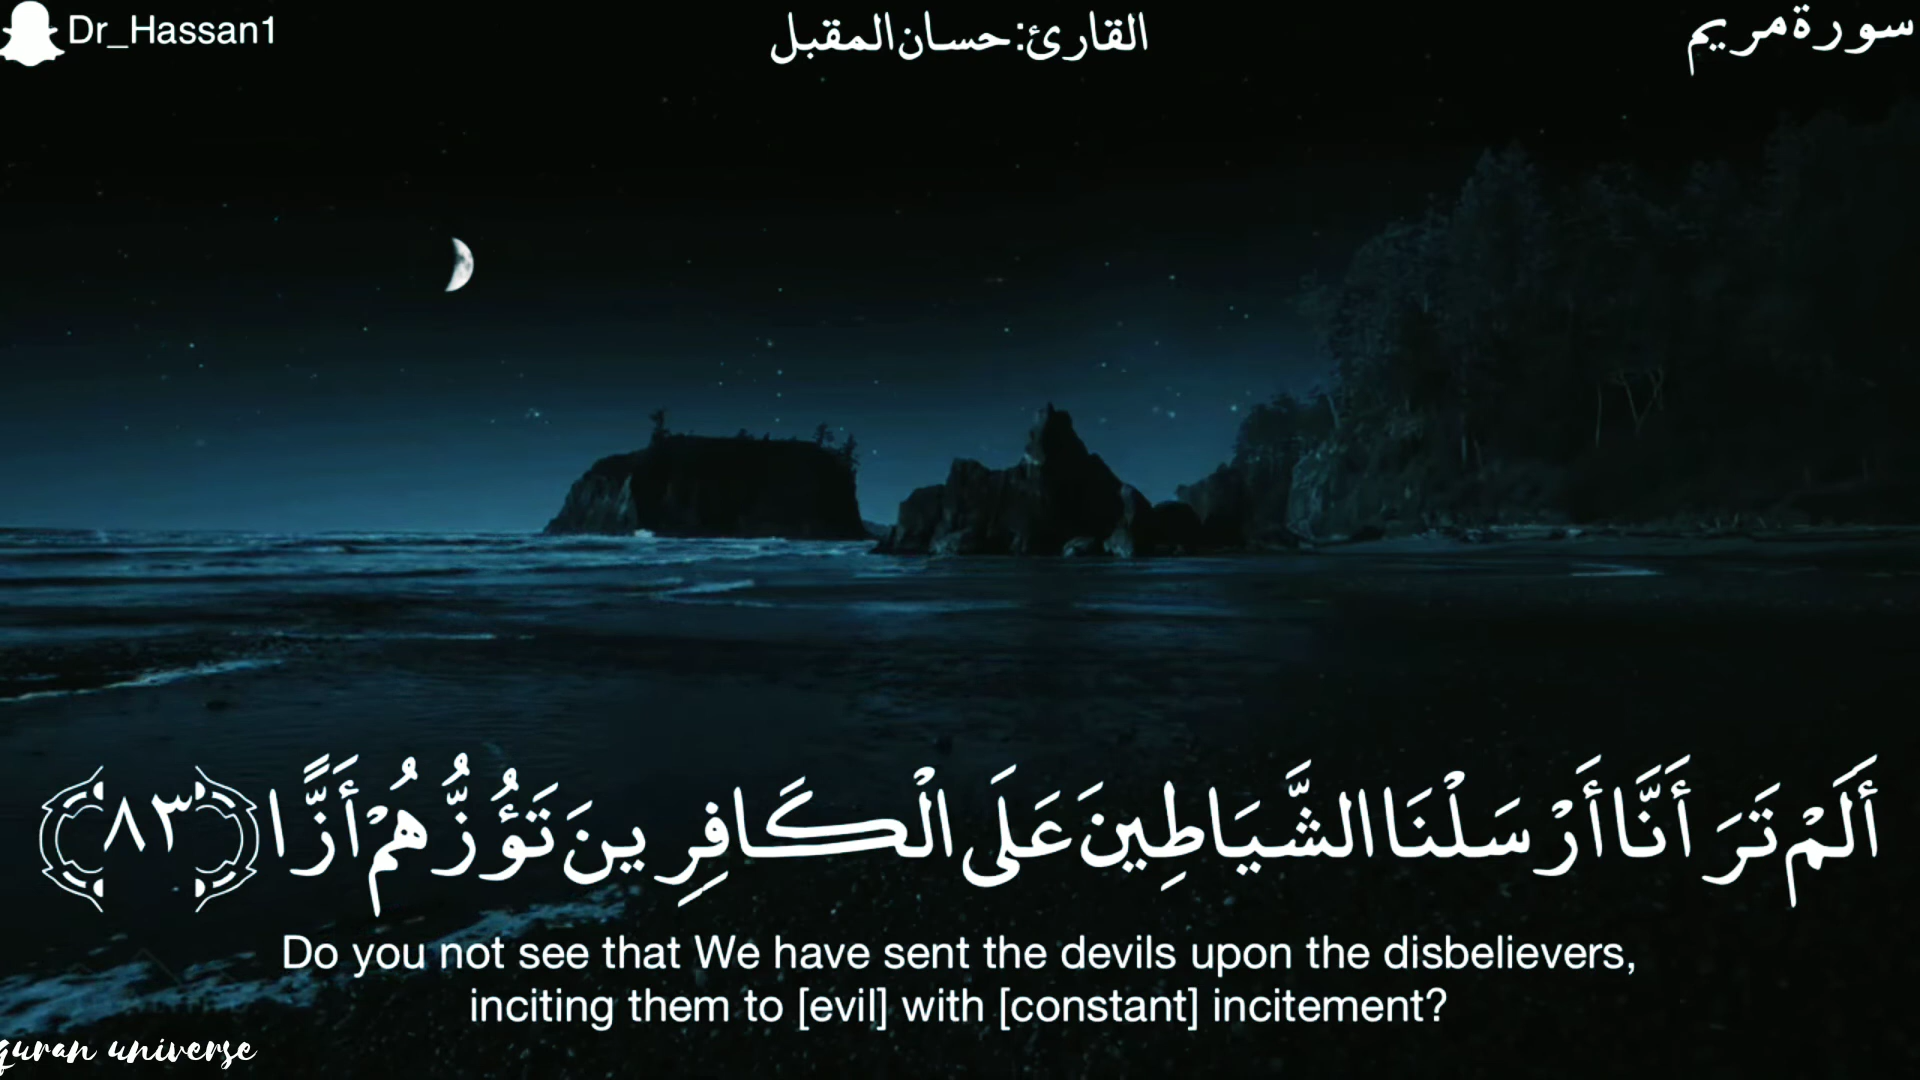 Dr_Hassan1
القارئ:حسان المقبل
سورة مريم
أَلَمْ تَرَ أَنَّا أَرْسَلْنَا الشَّيَاطِينَ عَلَى الْكَافِرِينَ تَؤُزُّهُمْ أَزًّا ٨٣
Do you not see that We have sent the devils upon the disbelievers,
inciting them to [evil] with [constant] incitement?
quran universe